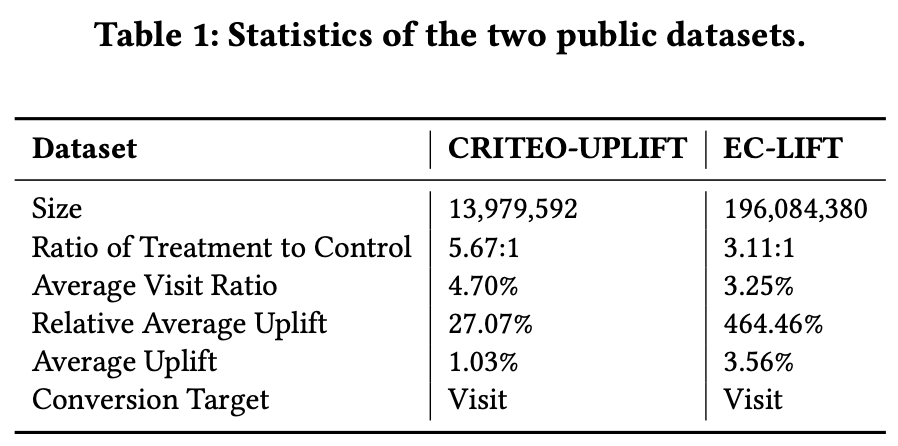 Table 1: Statistics of the two public datasets.
Dataset CRITEO-UPLIFT EC-LIFT
Size 13,979,592 196,084,380
Ratio of Treatment to Control 5.67:1 3.11:1
Average Visit Ratio 4.70% 3.25%
Relative Average Uplift 27.07% 464.46%
Average Uplift 1.03% 3.56%
Conversion Target Visit Visit